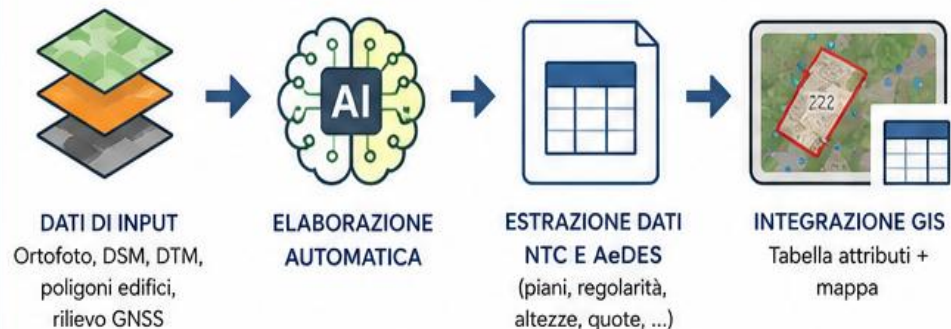 AI
222
DATI DI INPUT
Ortofoto, DSM, DTM,
poligoni edifici,
rilievo GNSS
ELABORAZIONE
AUTOMATICA
ESTRAZIONE DATI
NTC E AeDES
(piani, regolarità,
altezze, quote, ...)
INTEGRAZIONE GIS
Tabella attributi +
mappa